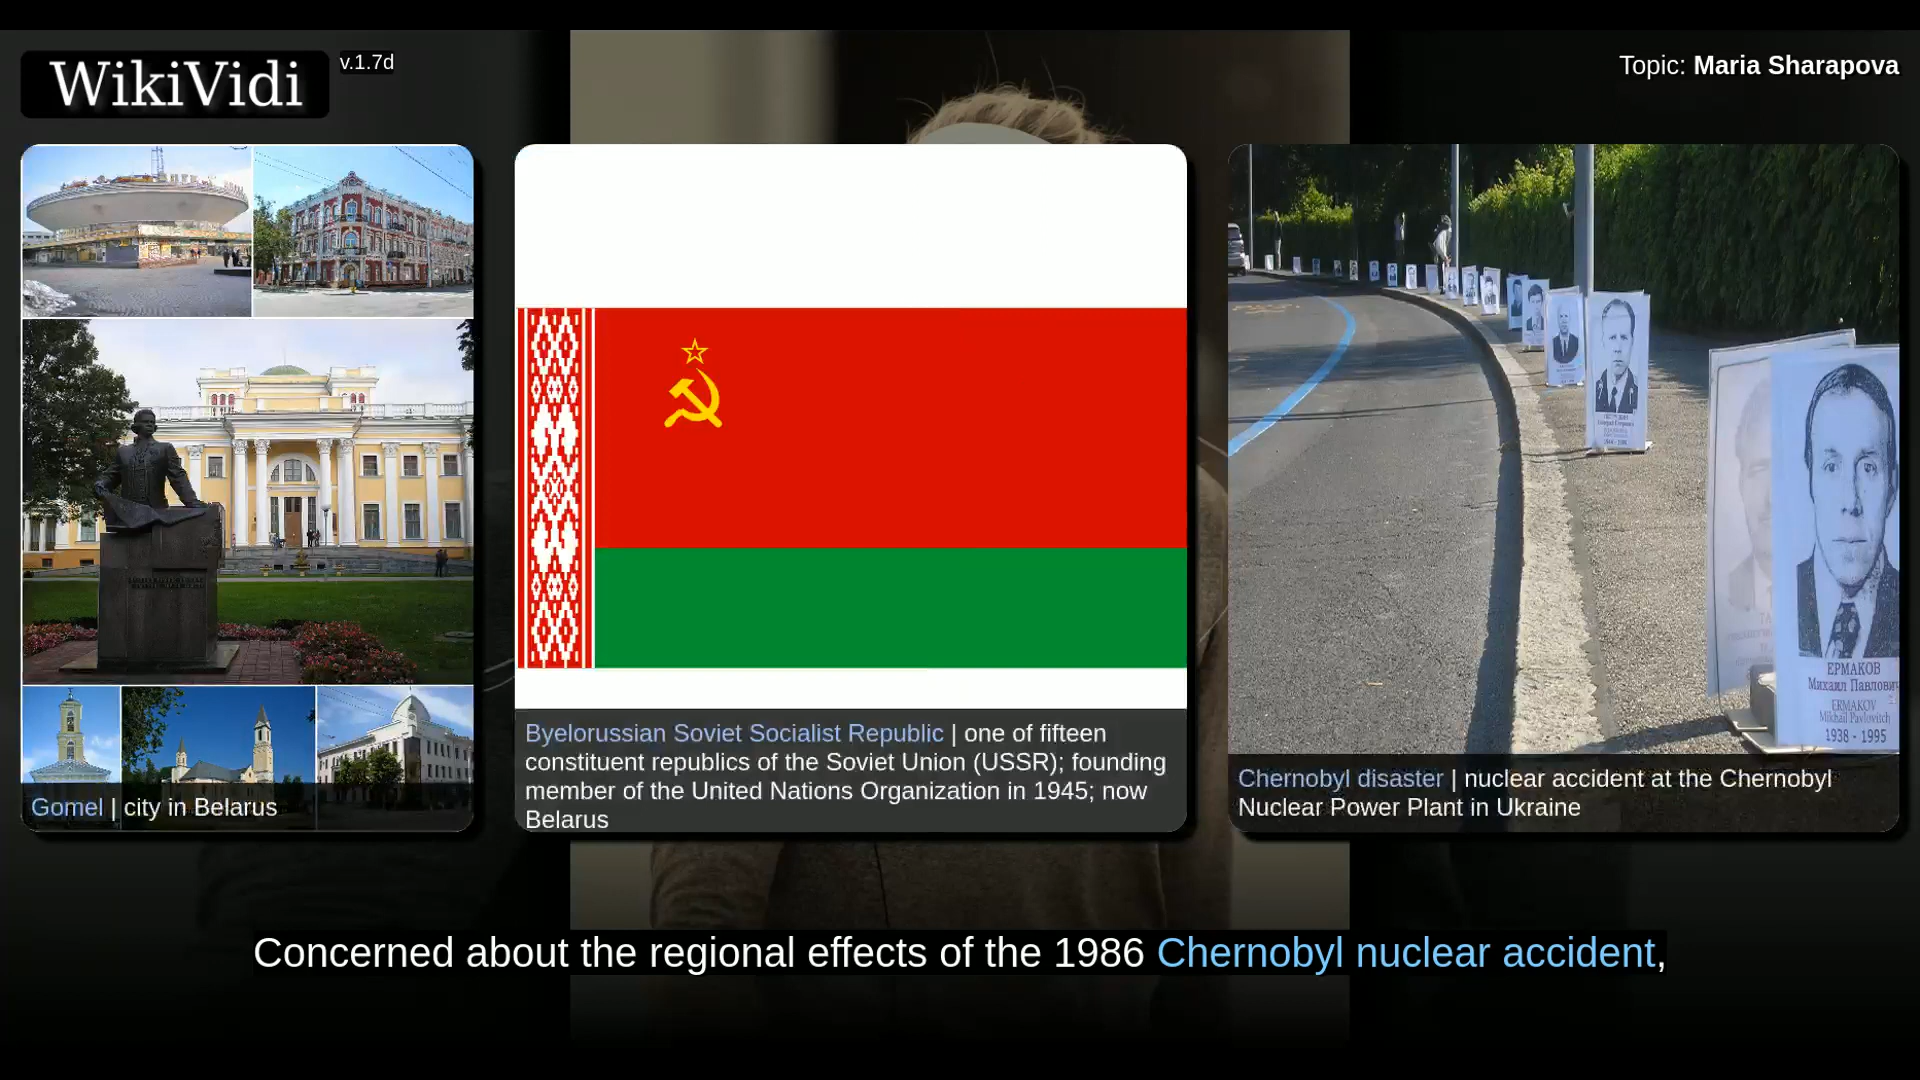 WikiVidi
v.1.7d
Topic: Maria Sharapova
Gomel | city in Belarus
Byelorussian Soviet Socialist Republic | one of fifteen
constituent republics of the Soviet Union (USSR); founding
member of the United Nations Organization in 1945; now
Belarus
ЕРМАКОВ
Михаил Павлович
ERMAKOV
Mikhail Pavlovitch
1938 - 1995
Chernobyl disaster | nuclear accident at the Chernobyl
Nuclear Power Plant in Ukraine
Concerned about the regional effects of the 1986 Chernobyl nuclear accident,